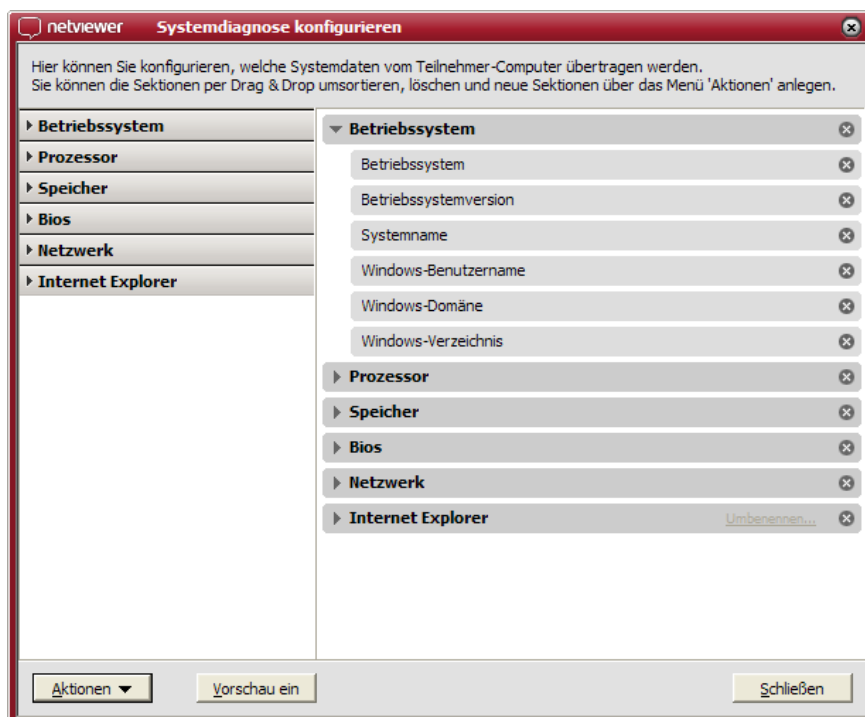 netviewer Systemdiagnose konfigurieren
Hier können Sie konfigurieren, welche Systemdaten vom Teilnehmer-Computer übertragen werden.
Sie können die Sektionen per Drag & Drop umsortieren, löschen und neue Sektionen über das Menü 'Aktionen' anlegen.
Betriebssystem
Prozessor
Speicher
Bios
Netzwerk
Internet Explorer
Betriebssystem
Betriebssystem
Betriebssystemversion
Systemname
Windows-Benutzername
Windows-Domäne
Windows-Verzeichnis
Prozessor
Speicher
Bios
Netzwerk
Internet Explorer Umbenennen...
Aktionen Vorschau ein Schließen